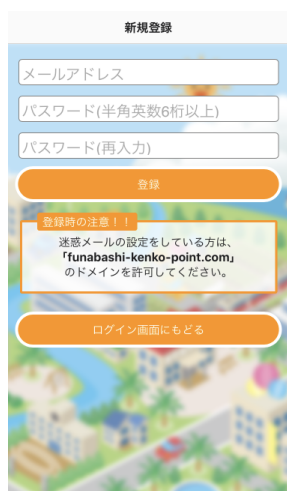 新規登録
メールアドレス
パスワード(半角英数6桁以上)
パスワード(再入力)
登録
登録時の注意！！
迷惑メールの設定をしている方は、
「funabashi-kenko-point.com」
のドメインを許可してください。
ログイン画面にもどる